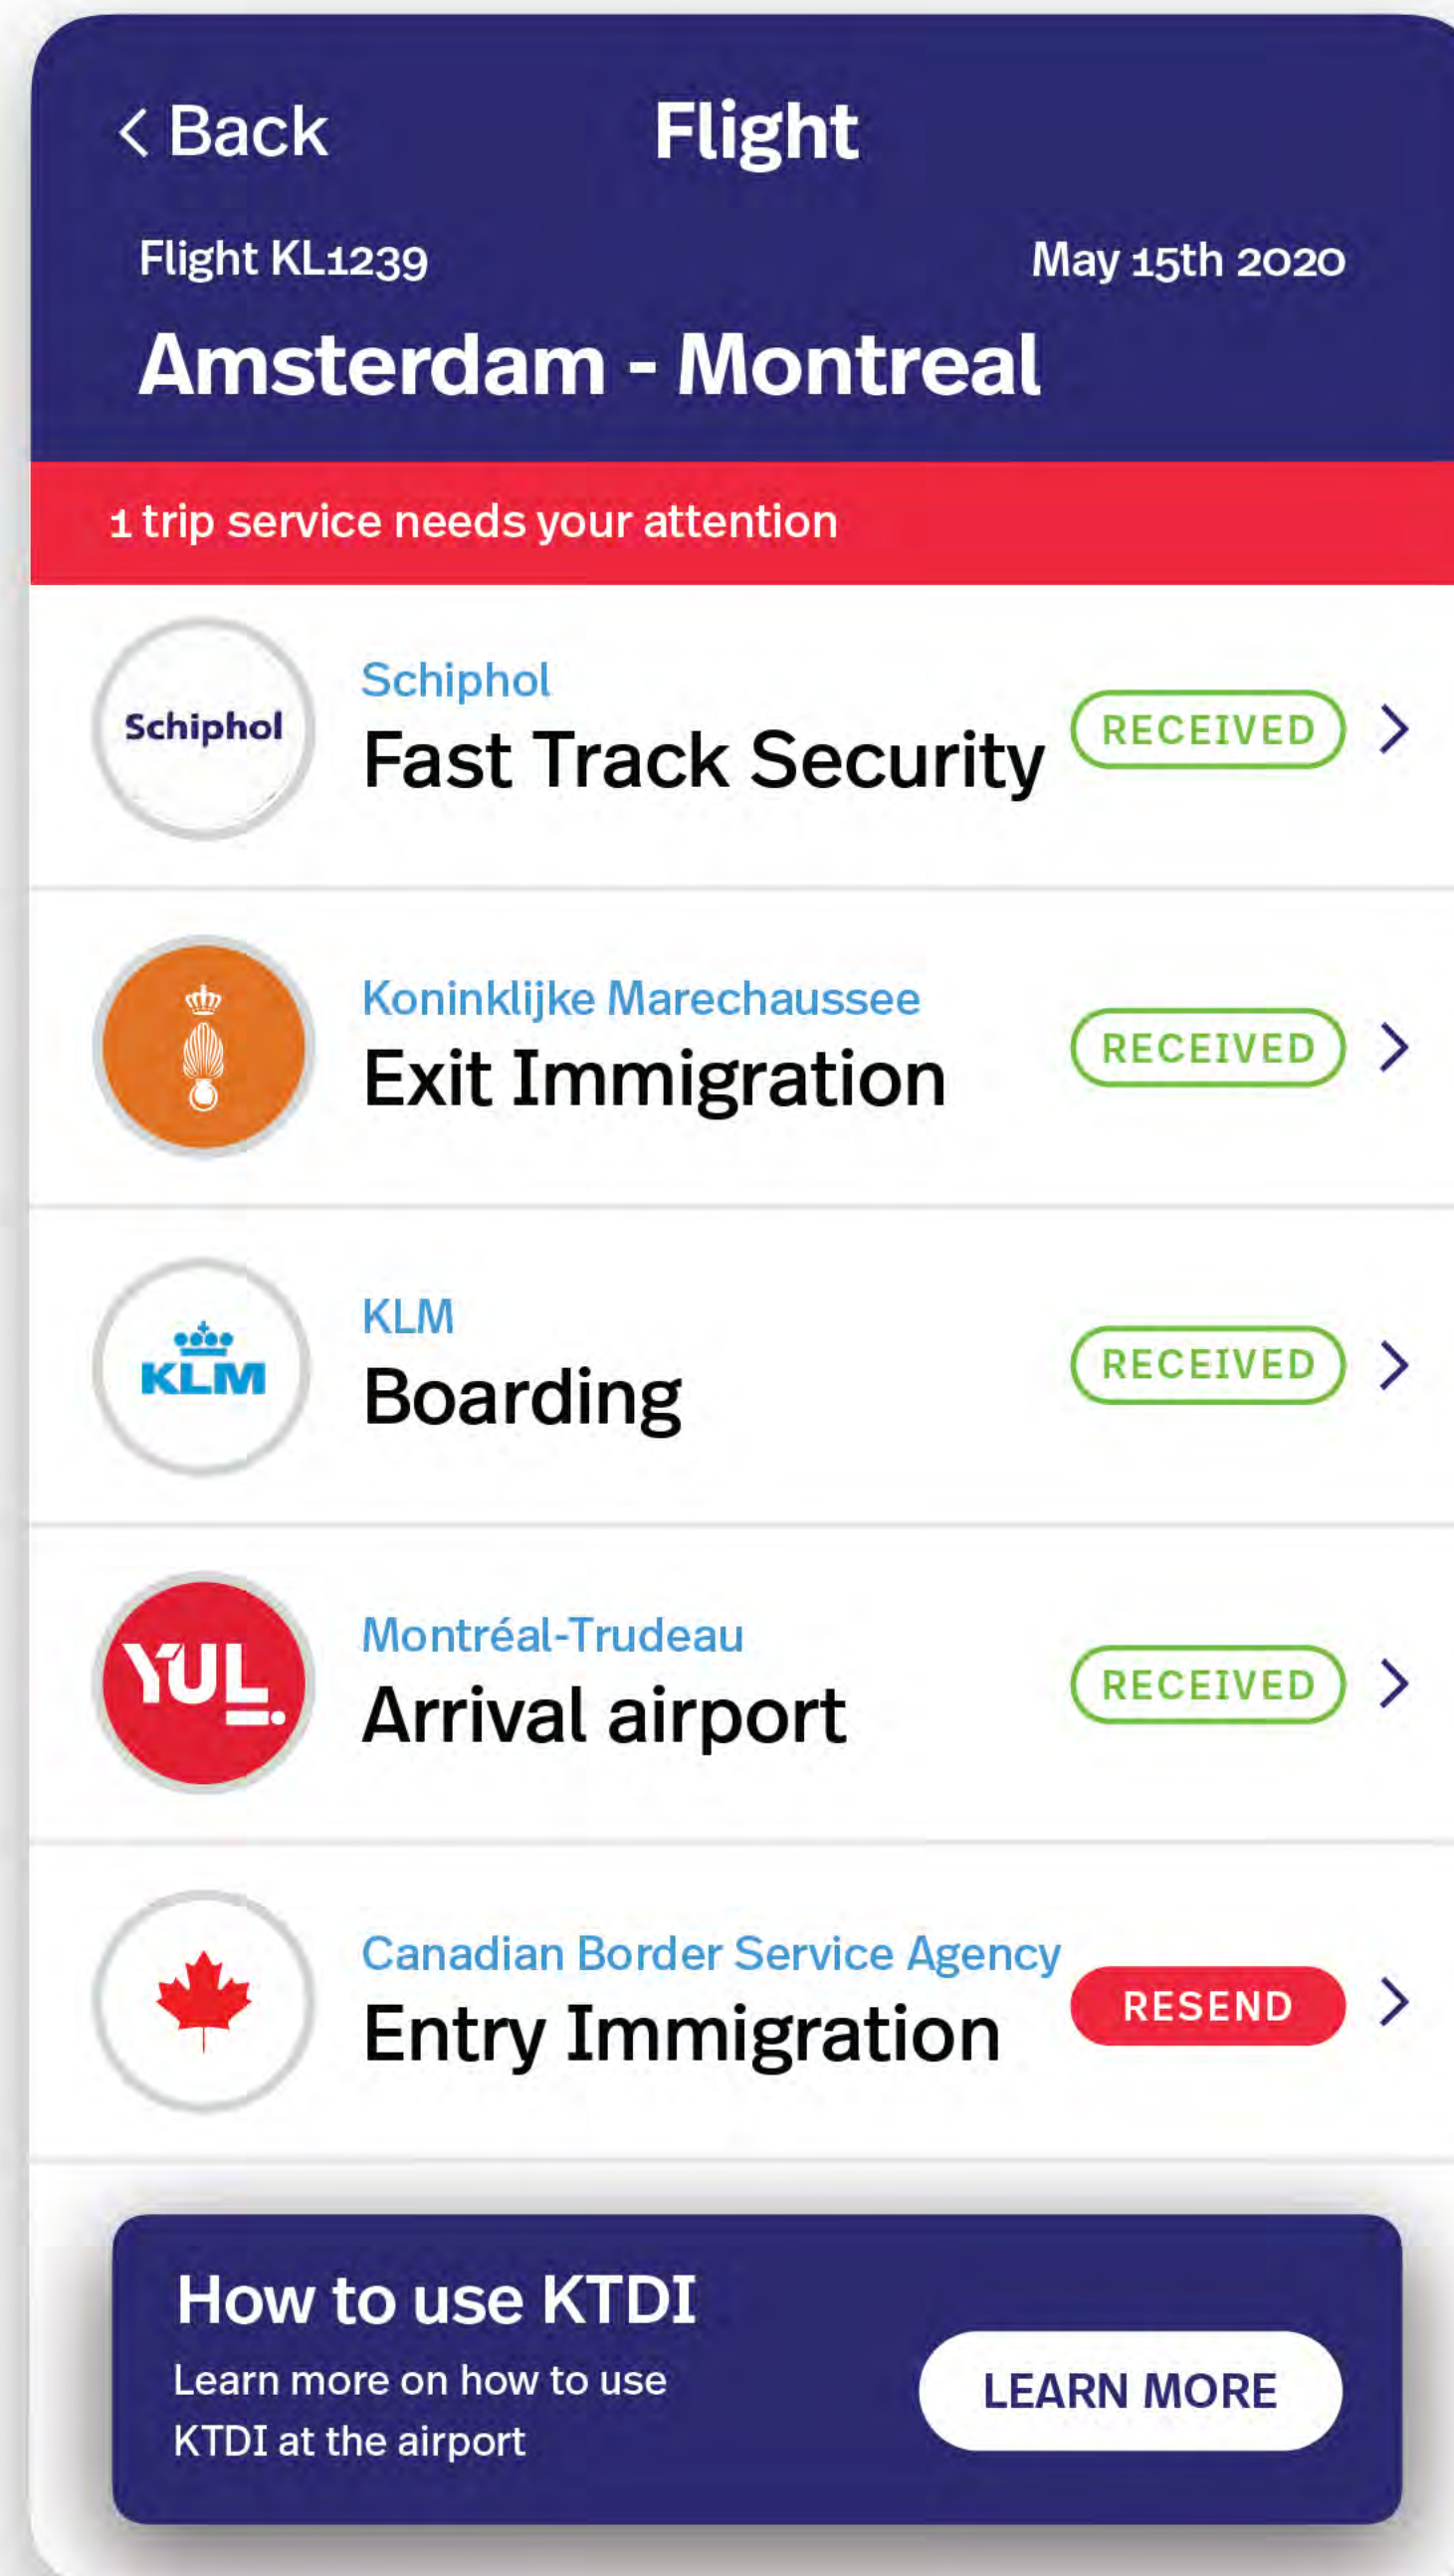 < Back
Flight
Flight KL1239
May 15th 2020
Amsterdam - Montreal
1 trip service needs your attention
Schiphol
Schiphol
Fast Track Security
RECEIVED
Koninklijke Marechaussee
Exit Immigration
RECEIVED
KLM
KLM
Boarding
RECEIVED
YUL
Montréal-Trudeau
Arrival airport
RECEIVED
Canadian Border Service Agency
Entry Immigration
RESEND
How to use KTDI
Learn more on how to use
KTDI at the airport
LEARN MORE